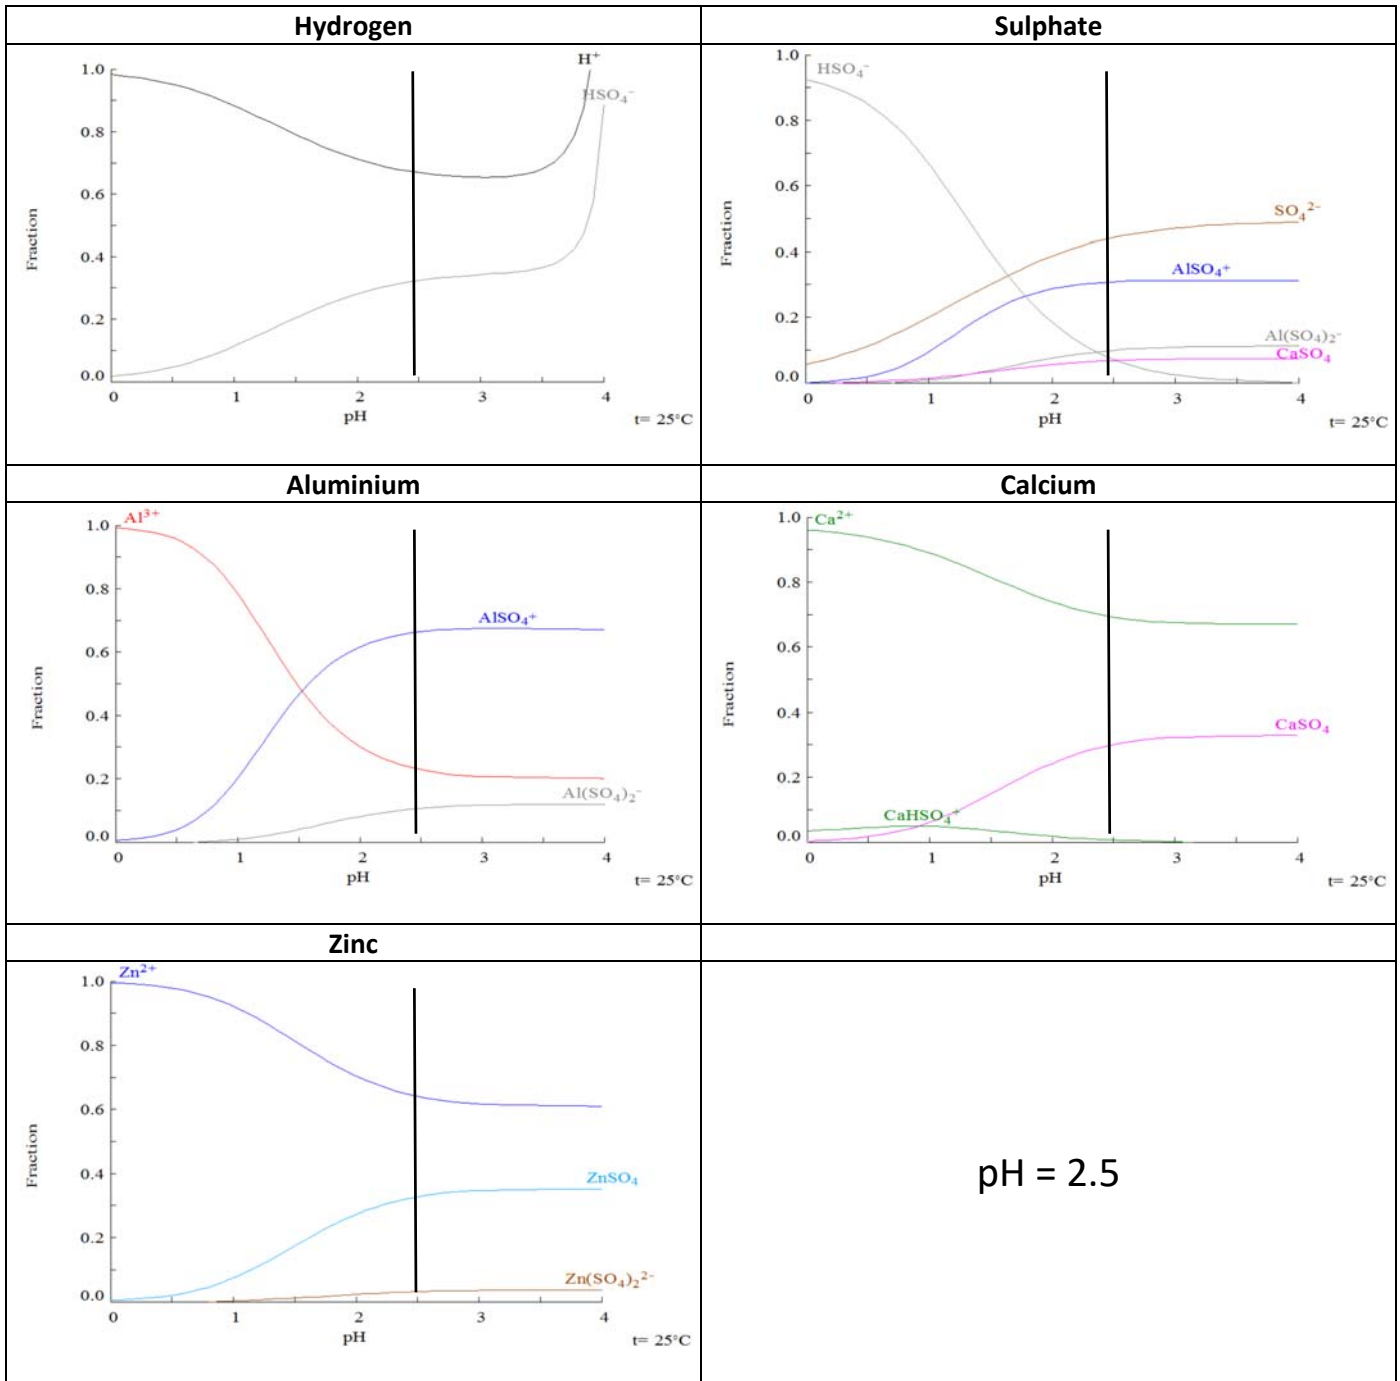 Hydrogen
Sulphate
1.0
0.8
0.6
0.4
0.2
0.0
Fraction
H⁺
HSO₄⁻
0 1 2 3 4
pH
t= 25°C
1.0
0.8
0.6
0.4
0.2
0.0
Fraction
HSO₄⁻
SO₄²⁻
AlSO₄⁺
Al(SO₄)₂⁻
CaSO₄
0 1 2 3 4
pH
t= 25°C
Aluminium
Calcium
1.0
0.8
0.6
0.4
0.2
0.0
Fraction
Al³⁺
AlSO₄⁺
Al(SO₄)₂⁻
0 1 2 3 4
pH
t= 25°C
1.0
0.8
0.6
0.4
0.2
0.0
Fraction
Ca²⁺
CaSO₄
CaHSO₄⁺
0 1 2 3 4
pH
t= 25°C
Zinc
1.0
0.8
0.6
0.4
0.2
0.0
Fraction
Zn²⁺
ZnSO₄
Zn(SO₄)₂²⁻
0 1 2 3 4
pH
t= 25°C
pH = 2.5